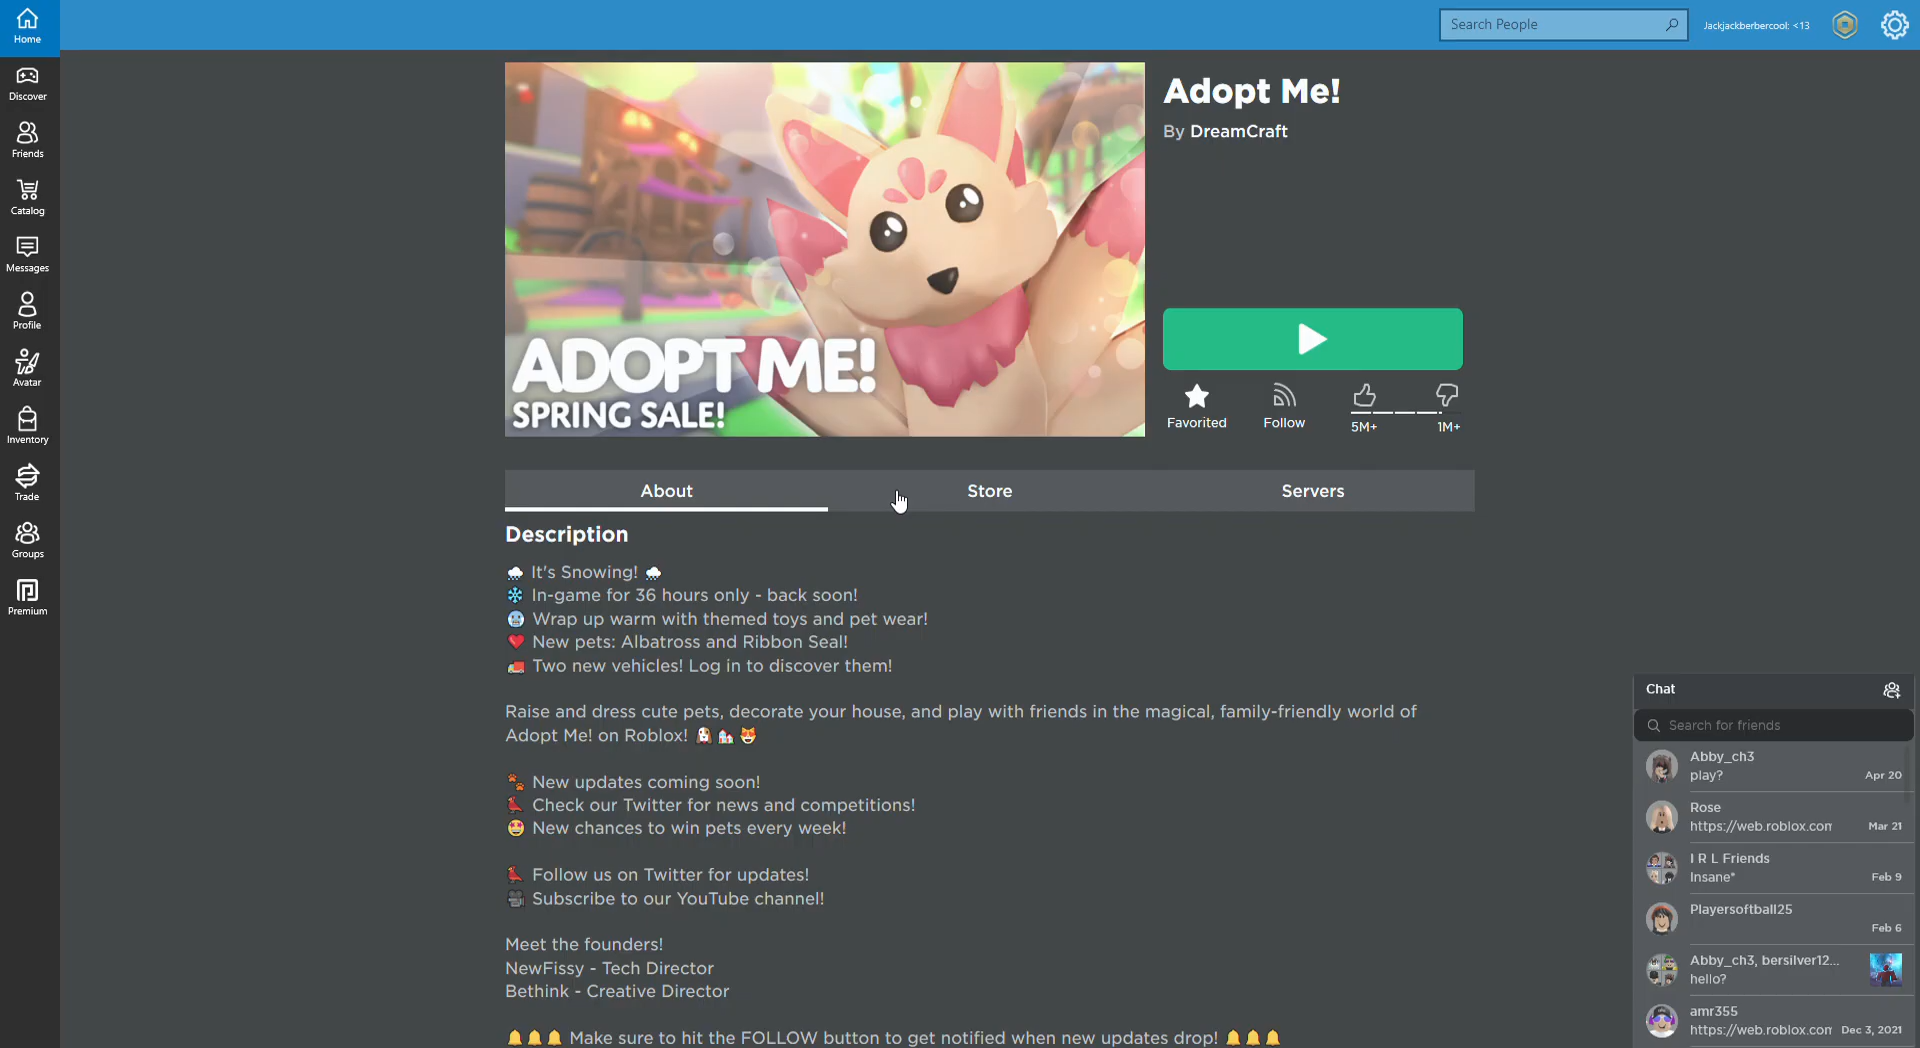 Home
Search People
Jackjackberbercool: <13
Discover
Friends
Catalog
Messages
Profile
Avatar
Inventory
Trade
Groups
Premium
ADOPT ME!
SPRING SALE!
Adopt Me!
By DreamCraft
Favorited
Follow
5M+
1M+
About
Store
Servers
Description
It's Snowing!
In-game for 36 hours only - back soon!
Wrap up warm with themed toys and pet wear!
New pets: Albatross and Ribbon Seal!
Two new vehicles! Log in to discover them!
Raise and dress cute pets, decorate your house, and play with friends in the magical, family-friendly world of
Adopt Me! on Roblox!
New updates coming soon!
Check our Twitter for news and competitions!
New chances to win pets every week!
Follow us on Twitter for updates!
Subscribe to our YouTube channel!
Meet the founders!
NewFissy - Tech Director
Bethink - Creative Director
Make sure to hit the FOLLOW button to get notified when new updates drop!
Chat
Search for friends
Abby_ch3
play? Apr 20
Rose
https://web.roblox.com Mar 21
I R L Friends
Insane* Feb 9
Playersoftball25
Feb 6
Abby_ch3, bersilver12...
hello?
amr355
https://web.roblox.com Dec 3, 2021